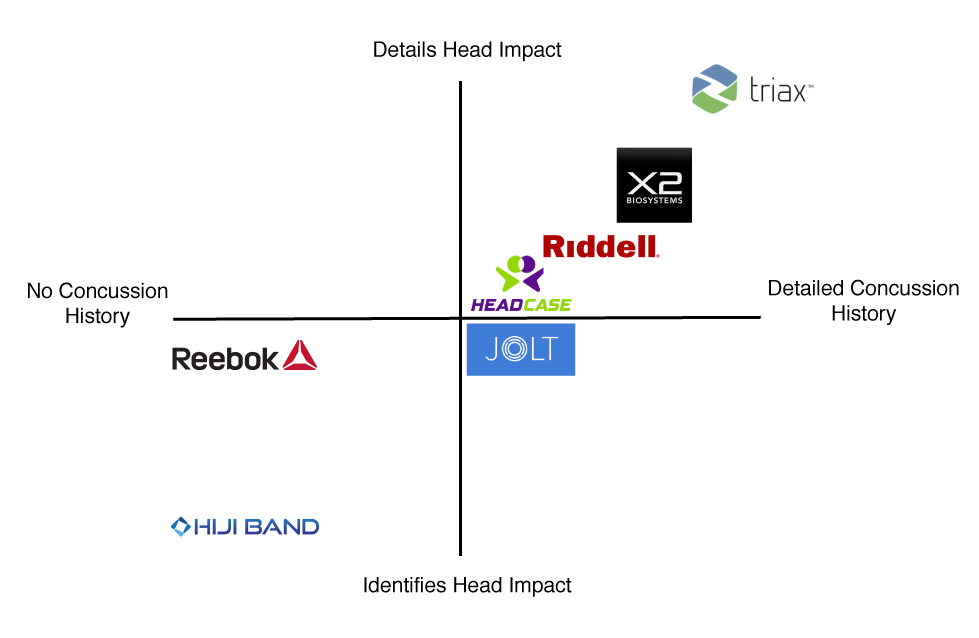 Details Head Impact
triax™
X2
BIOSYSTEMS
Riddell
HEADCASE
No Concussion
History
Detailed Concussion
History
Reebok
JOLT
HIJI BAND
Identifies Head Impact